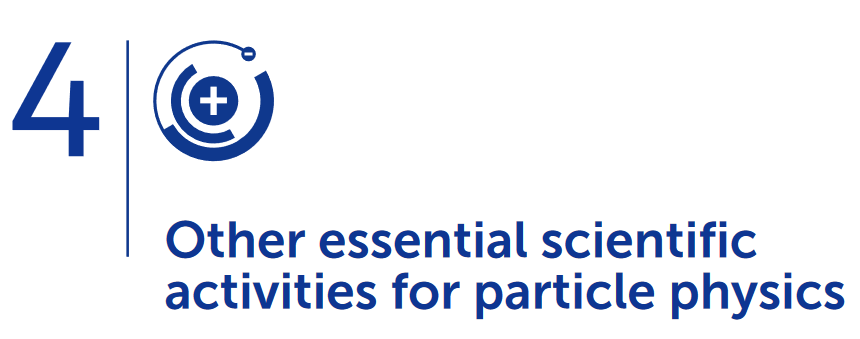 4
Other essential scientific
activities for particle physics